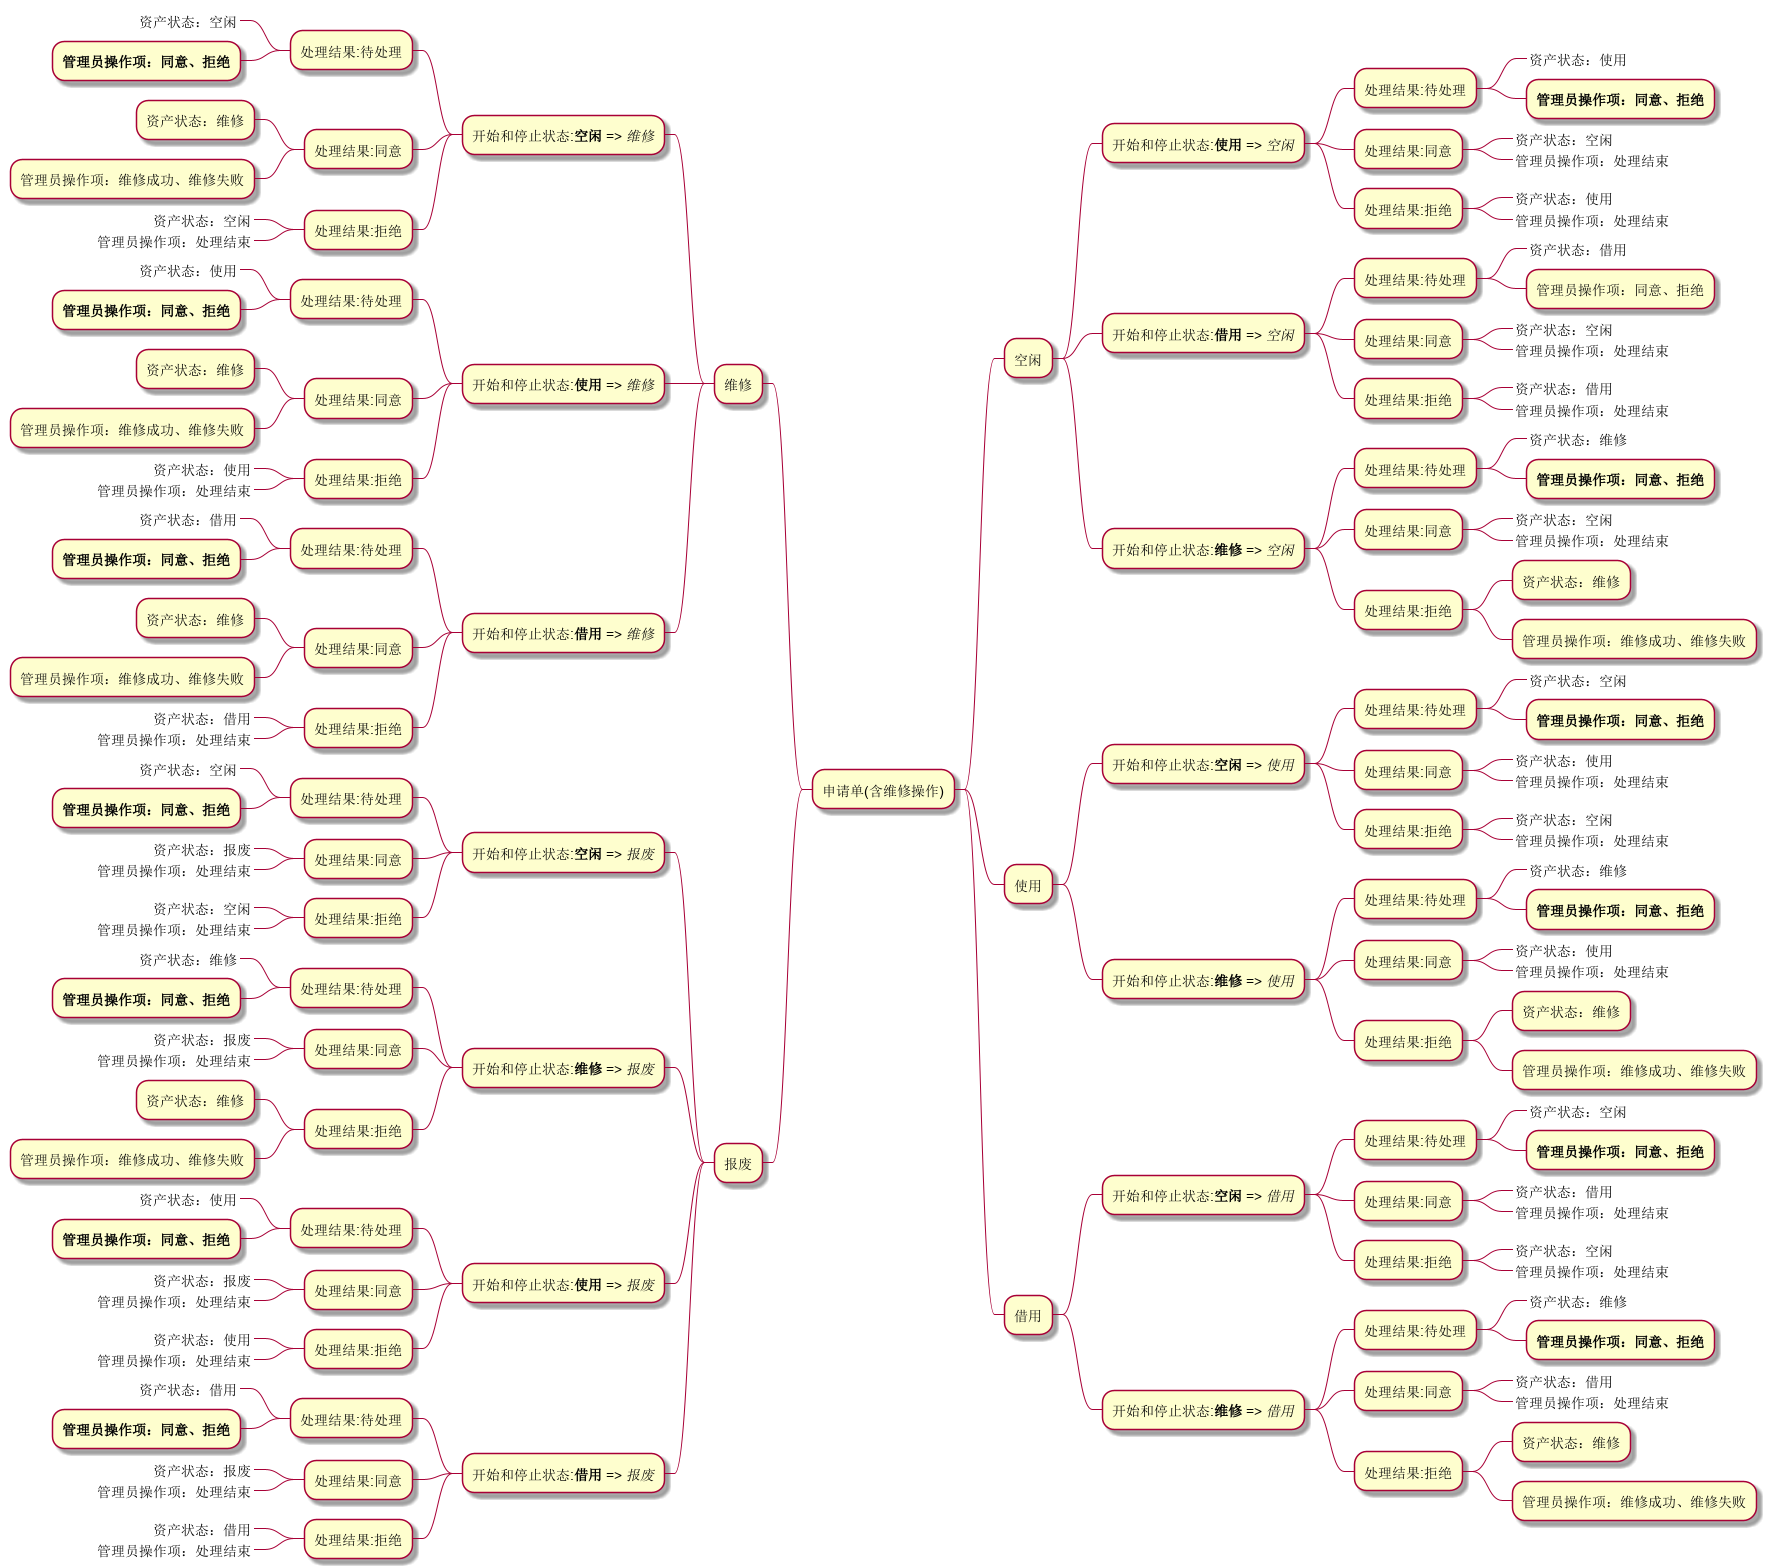 申请单(含维修操作)
空闲
开始和停止状态:使用 => 空闲
处理结果:待处理
资产状态：使用
管理员操作项：同意、拒绝
处理结果:同意
资产状态：空闲
管理员操作项：处理结束
处理结果:拒绝
资产状态：使用
管理员操作项：处理结束
开始和停止状态:借用 => 空闲
处理结果:待处理
资产状态：借用
管理员操作项：同意、拒绝
处理结果:同意
资产状态：空闲
管理员操作项：处理结束
处理结果:拒绝
资产状态：借用
管理员操作项：处理结束
开始和停止状态:维修 => 空闲
处理结果:待处理
资产状态：维修
管理员操作项：同意、拒绝
处理结果:同意
资产状态：空闲
管理员操作项：处理结束
处理结果:拒绝
资产状态：维修
管理员操作项：维修成功、维修失败
使用
开始和停止状态:空闲 => 使用
处理结果:待处理
资产状态：空闲
管理员操作项：同意、拒绝
处理结果:同意
资产状态：使用
管理员操作项：处理结束
处理结果:拒绝
资产状态：空闲
管理员操作项：处理结束
开始和停止状态:维修 => 使用
处理结果:待处理
资产状态：维修
管理员操作项：同意、拒绝
处理结果:同意
资产状态：使用
管理员操作项：处理结束
处理结果:拒绝
资产状态：维修
管理员操作项：维修成功、维修失败
借用
开始和停止状态:空闲 => 借用
处理结果:待处理
资产状态：空闲
管理员操作项：同意、拒绝
处理结果:同意
资产状态：借用
管理员操作项：处理结束
处理结果:拒绝
资产状态：空闲
管理员操作项：处理结束
开始和停止状态:维修 => 借用
处理结果:待处理
资产状态：维修
管理员操作项：同意、拒绝
处理结果:同意
资产状态：借用
管理员操作项：处理结束
处理结果:拒绝
资产状态：维修
管理员操作项：维修成功、维修失败
维修
开始和停止状态:空闲 => 维修
处理结果:待处理
资产状态：空闲
管理员操作项：同意、拒绝
处理结果:同意
资产状态：维修
管理员操作项：维修成功、维修失败
处理结果:拒绝
资产状态：空闲
管理员操作项：处理结束
开始和停止状态:使用 => 维修
处理结果:待处理
资产状态：使用
管理员操作项：同意、拒绝
处理结果:同意
资产状态：维修
管理员操作项：维修成功、维修失败
处理结果:拒绝
资产状态：使用
管理员操作项：处理结束
开始和停止状态:借用 => 维修
处理结果:待处理
资产状态：借用
管理员操作项：同意、拒绝
处理结果:同意
资产状态：维修
管理员操作项：维修成功、维修失败
处理结果:拒绝
资产状态：借用
管理员操作项：处理结束
报废
开始和停止状态:空闲 => 报废
处理结果:待处理
资产状态：空闲
管理员操作项：同意、拒绝
处理结果:同意
资产状态：报废
管理员操作项：处理结束
处理结果:拒绝
资产状态：空闲
管理员操作项：处理结束
开始和停止状态:维修 => 报废
处理结果:待处理
资产状态：维修
管理员操作项：同意、拒绝
处理结果:同意
资产状态：报废
管理员操作项：处理结束
处理结果:拒绝
资产状态：维修
管理员操作项：维修成功、维修失败
开始和停止状态:使用 => 报废
处理结果:待处理
资产状态：使用
管理员操作项：同意、拒绝
处理结果:同意
资产状态：报废
管理员操作项：处理结束
处理结果:拒绝
资产状态：使用
管理员操作项：处理结束
开始和停止状态:借用 => 报废
处理结果:待处理
资产状态：借用
管理员操作项：同意、拒绝
处理结果:同意
资产状态：报废
管理员操作项：处理结束
处理结果:拒绝
资产状态：借用
管理员操作项：处理结束